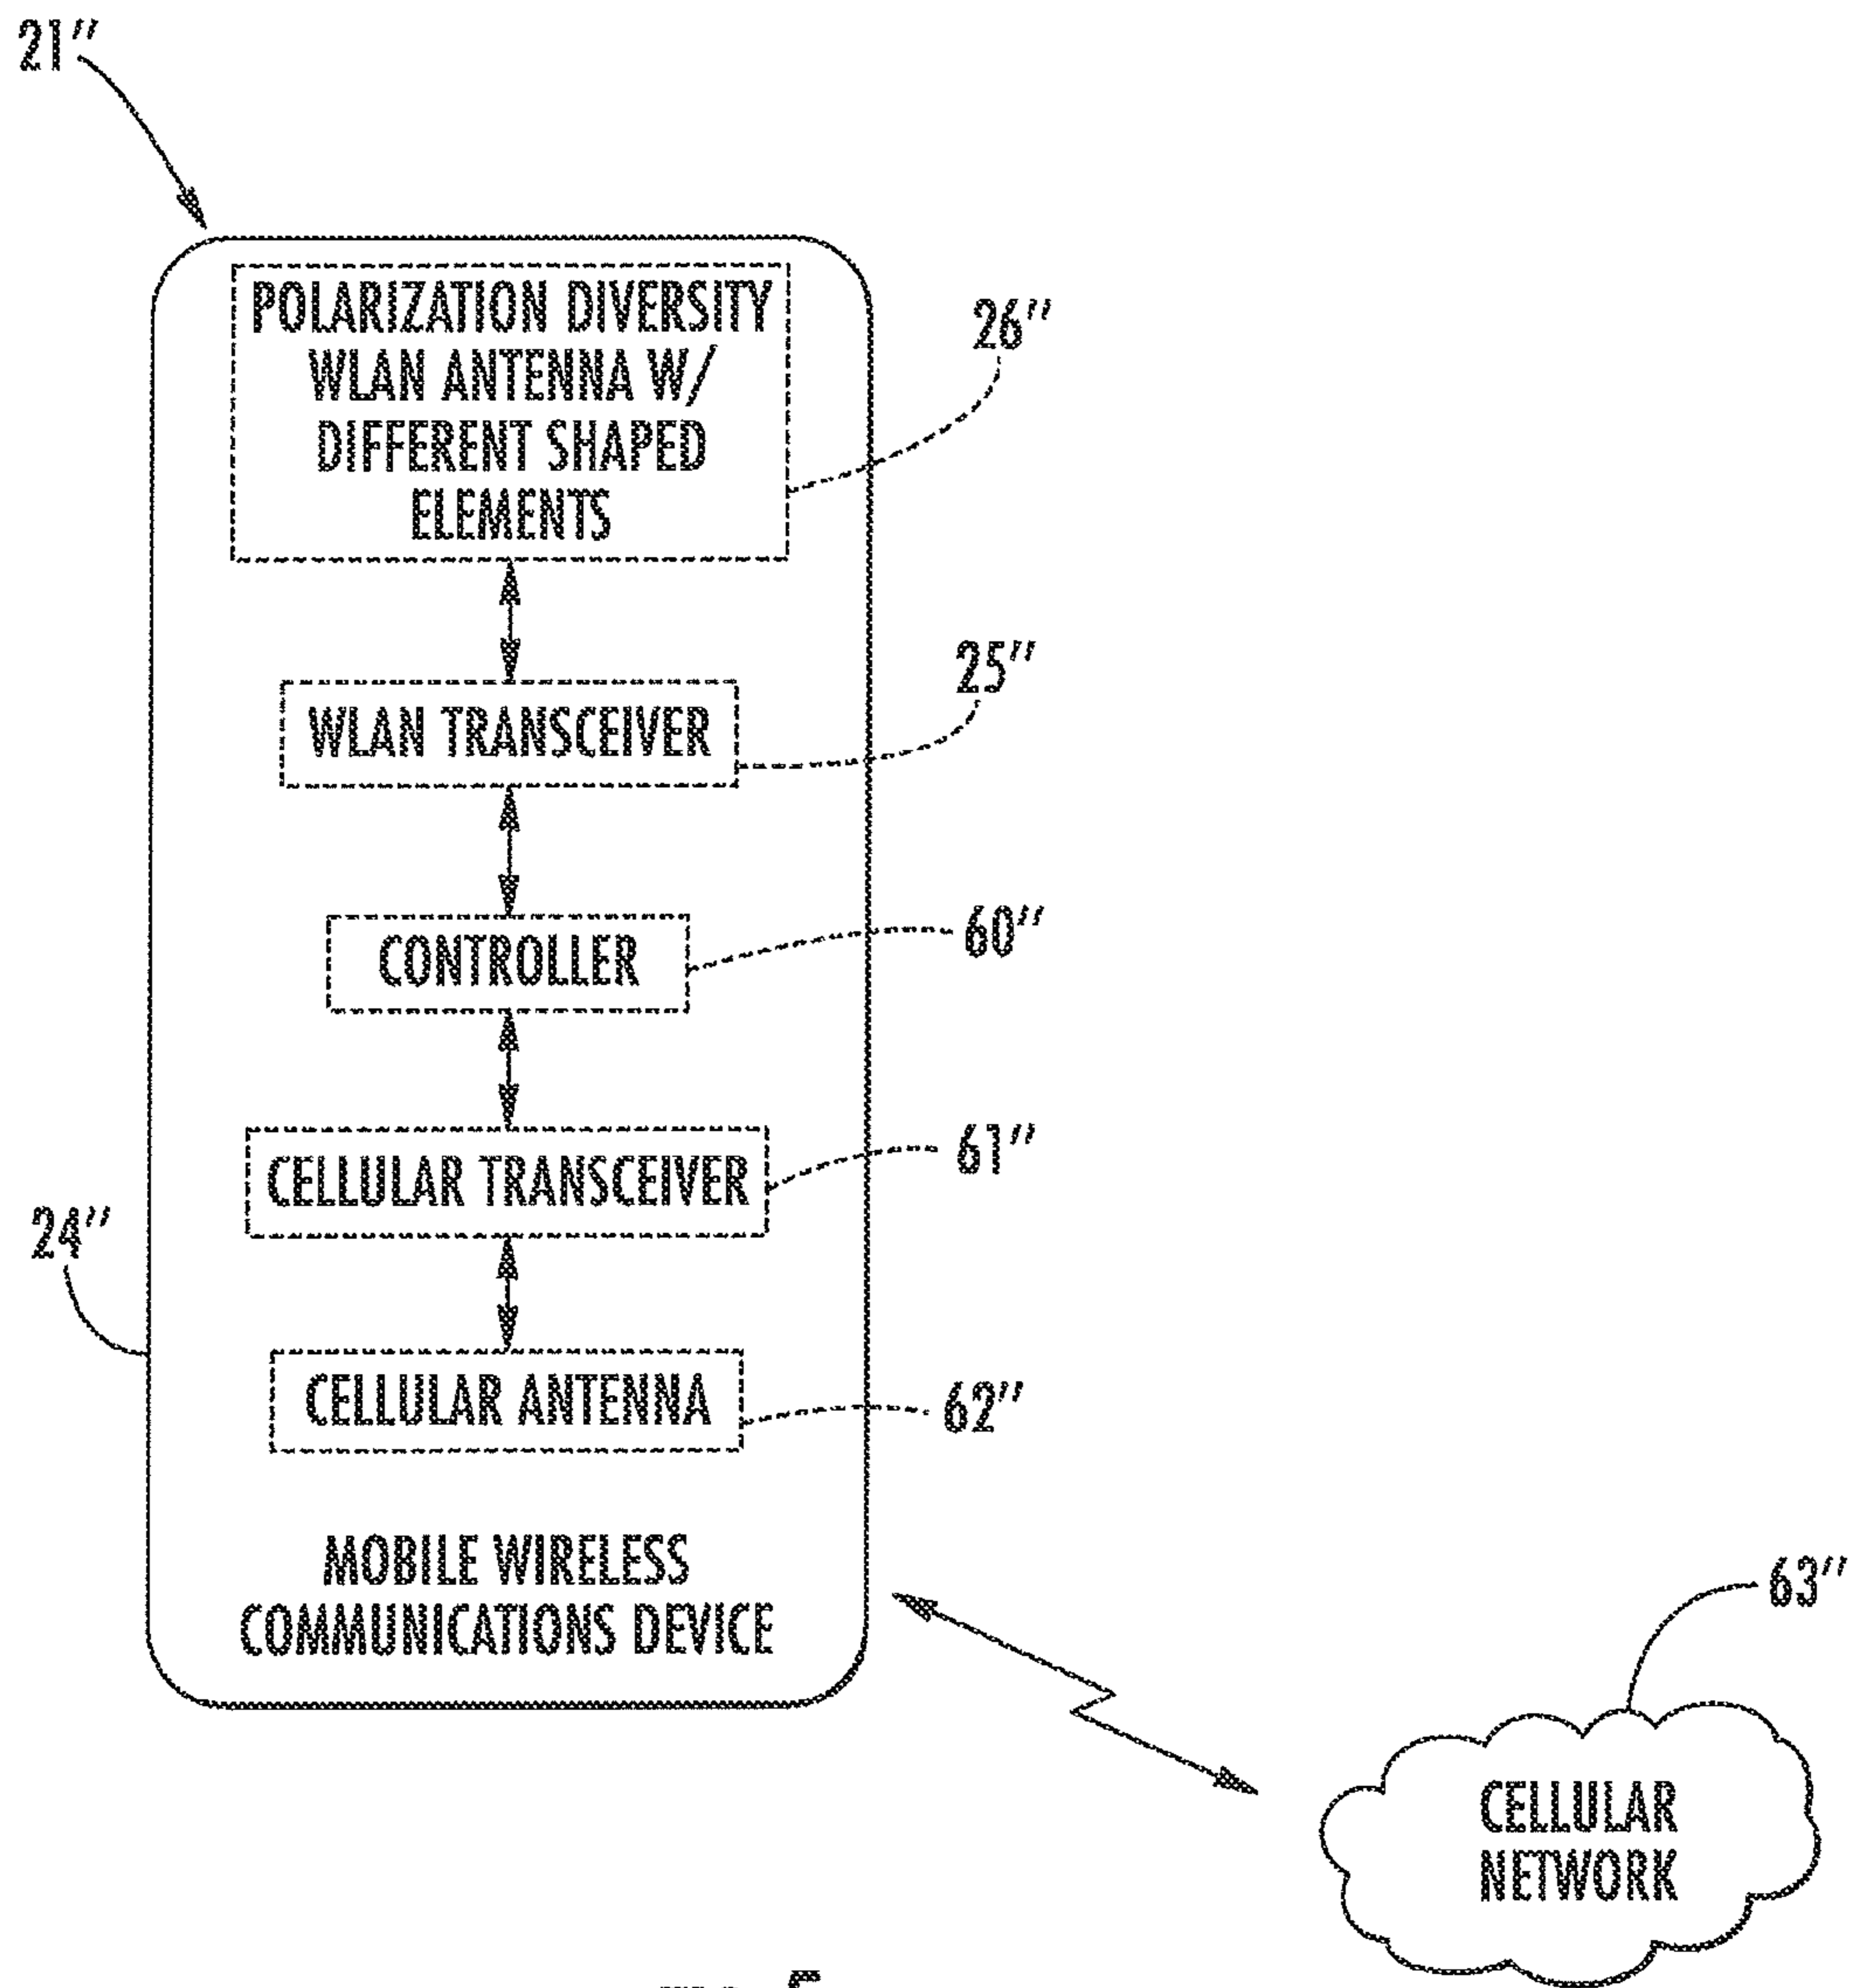 21''
POLARIZATION DIVERSITY
WLAN ANTENNA W/
DIFFERENT SHAPED
ELEMENTS
26''
WLAN TRANSCEIVER
25''
CONTROLLER
60''
CELLULAR TRANSCEIVER
61''
24''
CELLULAR ANTENNA
62''
MOBILE WIRELESS
COMMUNICATIONS DEVICE
63''
CELLULAR
NETWORK